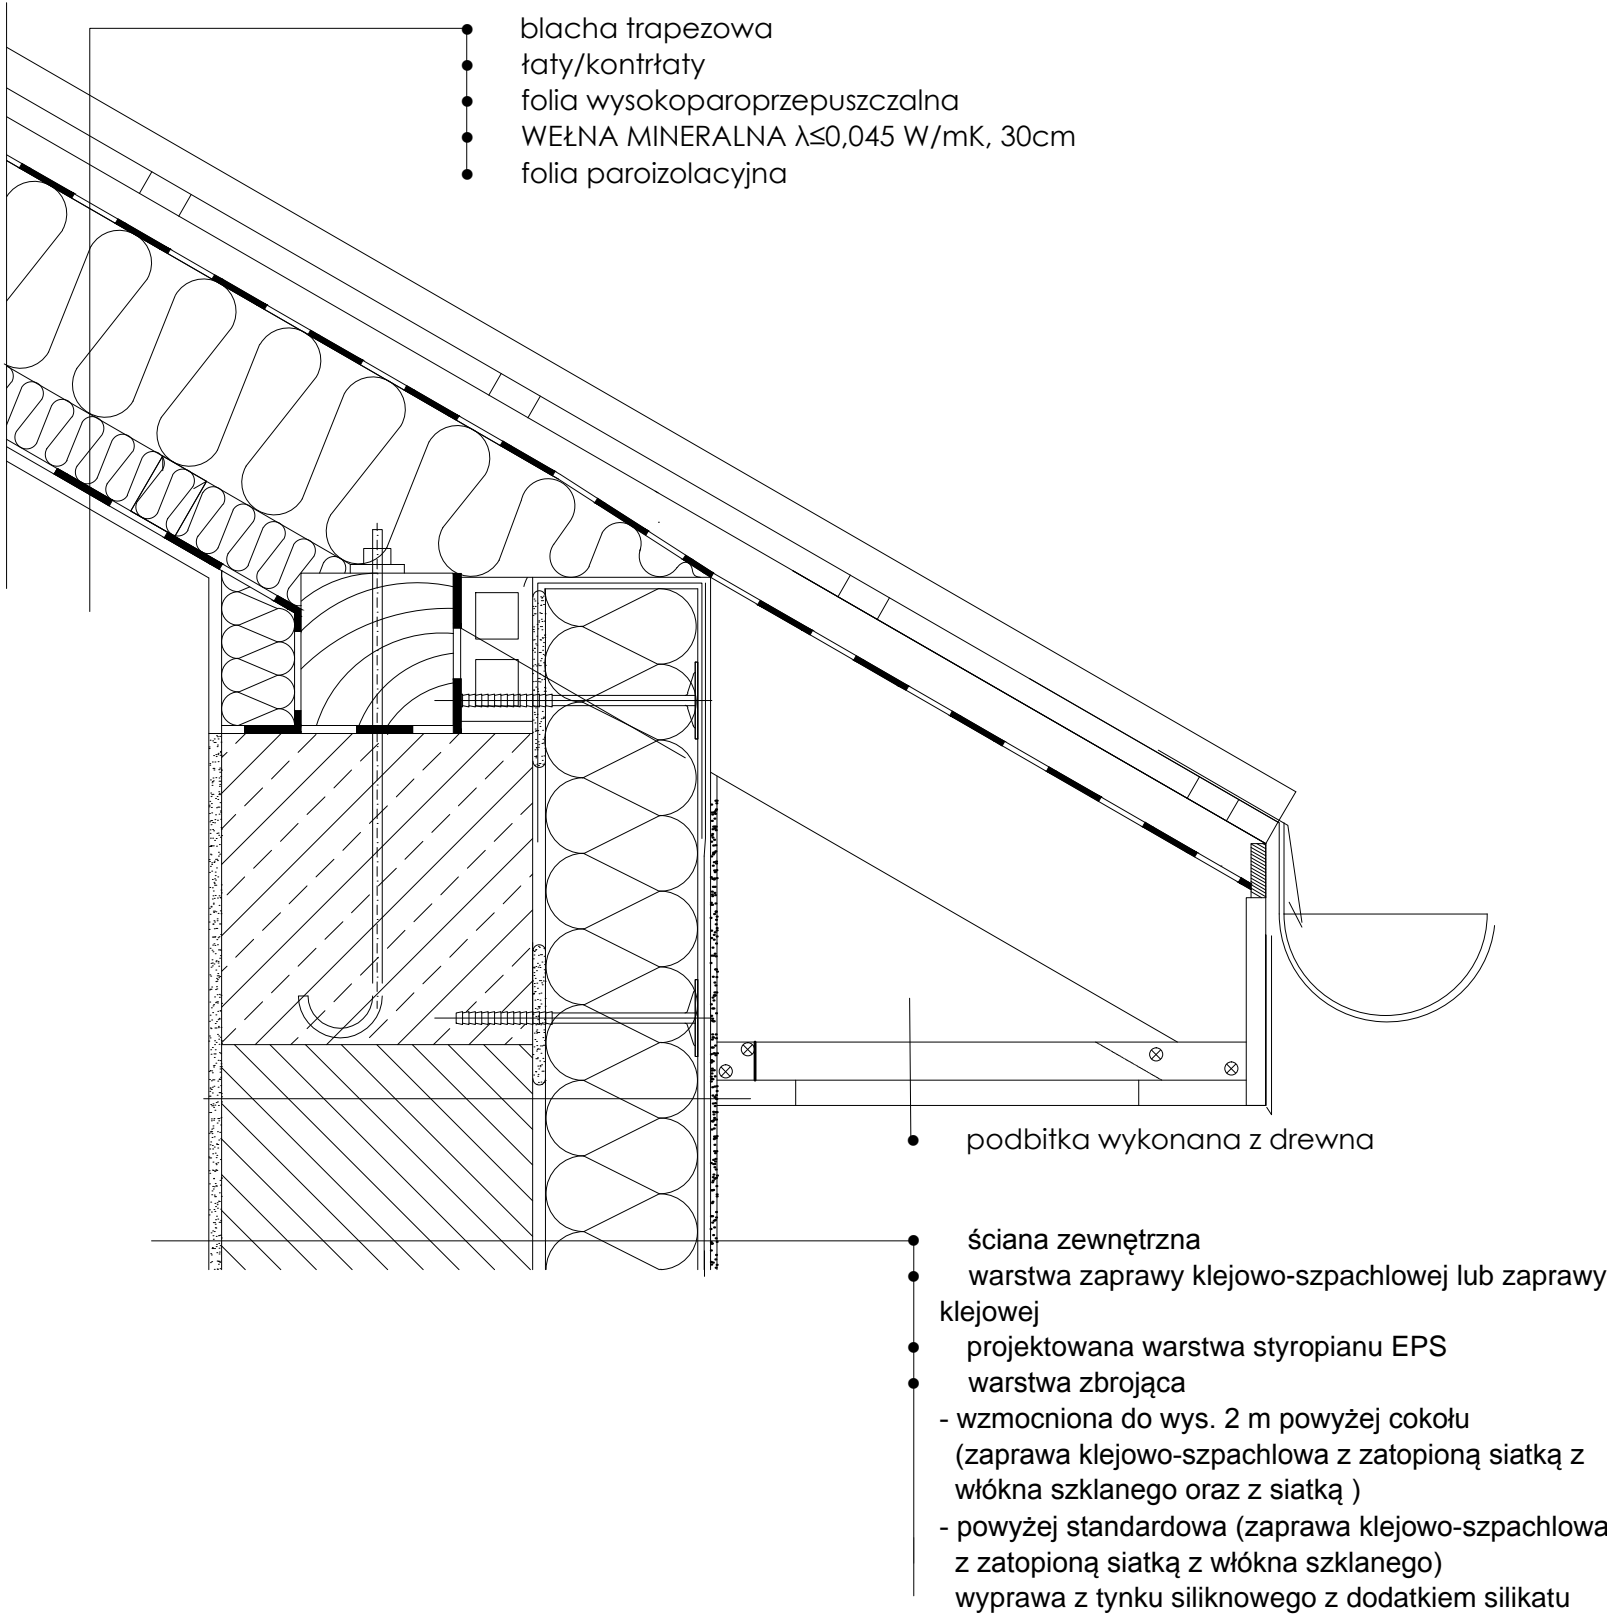 blacha trapezowa
łaty/kontrłaty
folia wysokoparoprzepuszczalna
WEŁNA MINERALNA λ≤0,045 W/mK, 30cm
folia paroizolacyjna
podbitka wykonana z drewna
ściana zewnętrzna
warstwa zaprawy klejowo-szpachlowej lub zaprawy
klejowej
projektowana warstwa styropianu EPS
warstwa zbrojąca
- wzmocniona do wys. 2 m powyżej cokołu
(zaprawa klejowo-szpachlowa z zatopioną siatką z
włókna szklanego oraz z siatką )
- powyżej standardowa (zaprawa klejowo-szpachlowa
z zatopioną siatką z włókna szklanego)
wyprawa z tynku siliknowego z dodatkiem silikatu